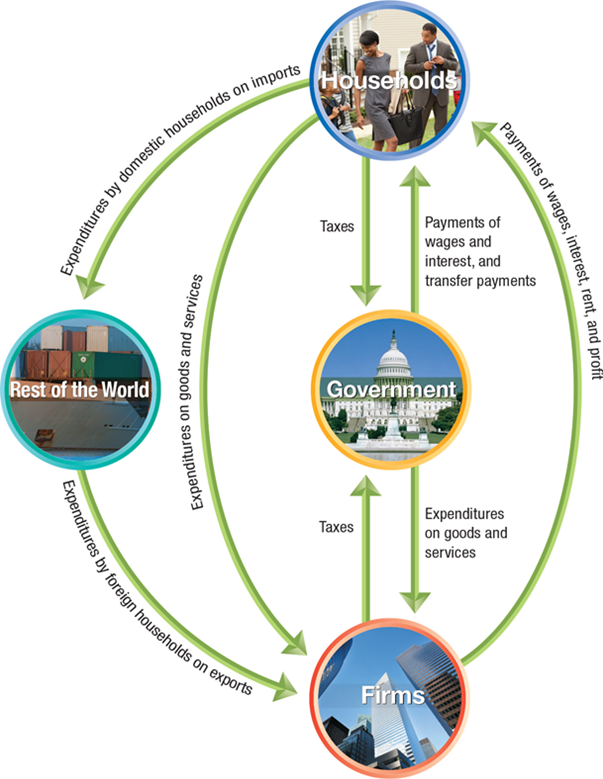 Households
Expenditures by domestic households on imports
Payments of wages, interest, rent, and profit
Taxes
Payments of
wages and
interest, and
transfer payments
Expenditures on goods and services
Rest of the World
Government
Expenditures by foreign households on exports
Taxes
Expenditures
on goods and
services
Firms